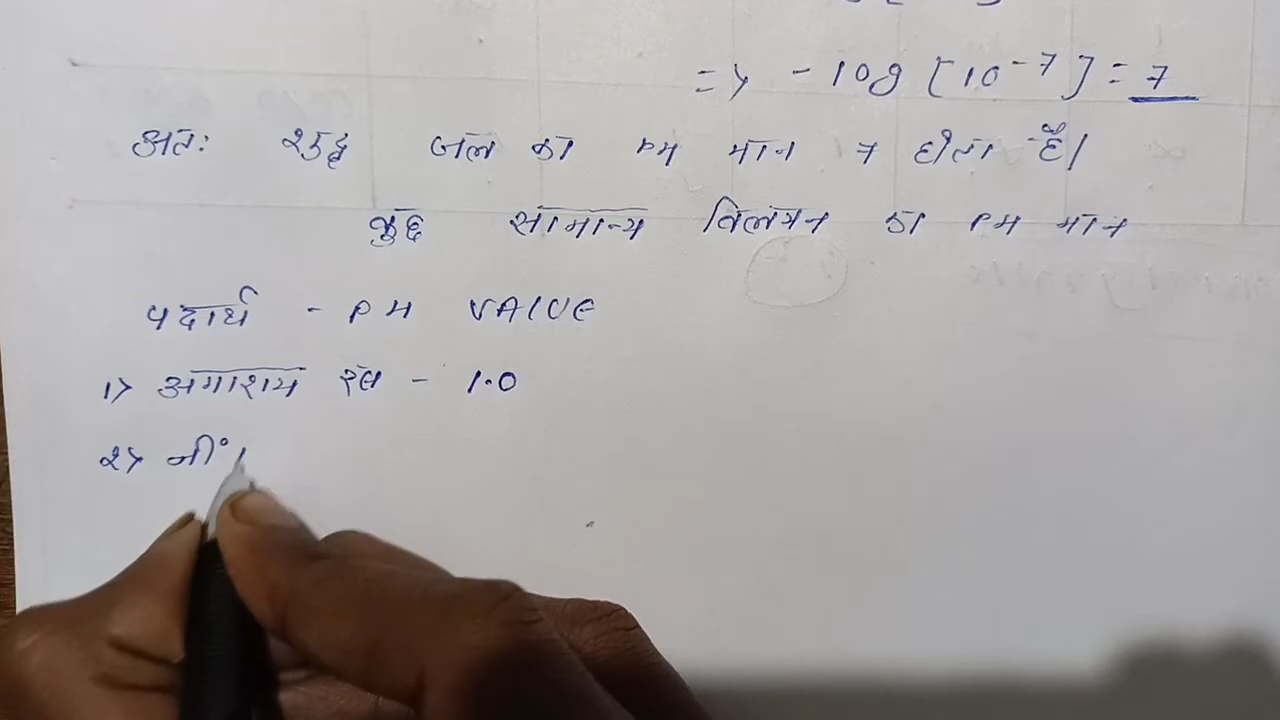 => - log [10⁻⁷] = 7
अतः शुद्ध जल का PH मान 7 होता है।
कुछ सामान्य विलयन का PH मान
पदार्थ - PH VALUE
1> अमाशय रस - 1.0
2> नीं